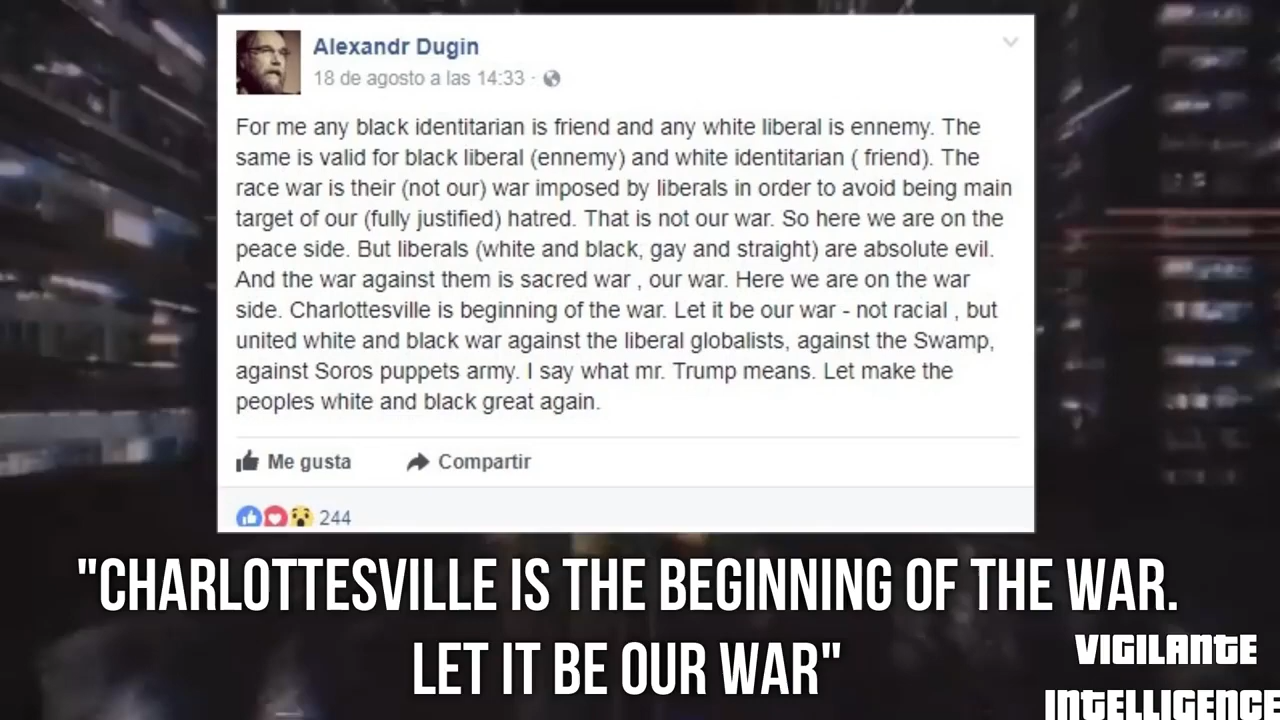 Alexandr Dugin
18 de agosto a las 14:33 ·
For me any black identitarian is friend and any white liberal is ennemy. The
same is valid for black liberal (ennemy) and white identitarian ( friend). The
race war is their (not our) war imposed by liberals in order to avoid being main
target of our (fully justified) hatred. That is not our war. So here we are on the
peace side. But liberals (white and black, gay and straight) are absolute evil.
And the war against them is sacred war , our war. Here we are on the war
side. Charlottesville is beginning of the war. Let it be our war - not racial , but
united white and black war against the liberal globalists, against the Swamp,
against Soros puppets army. I say what mr. Trump means. Let make the
peoples white and black great again.
Me gusta Compartir
244
"CHARLOTTESVILLE IS THE BEGINNING OF THE WAR.
LET IT BE OUR WAR"
VIGILANTE
INTELLIGENCE